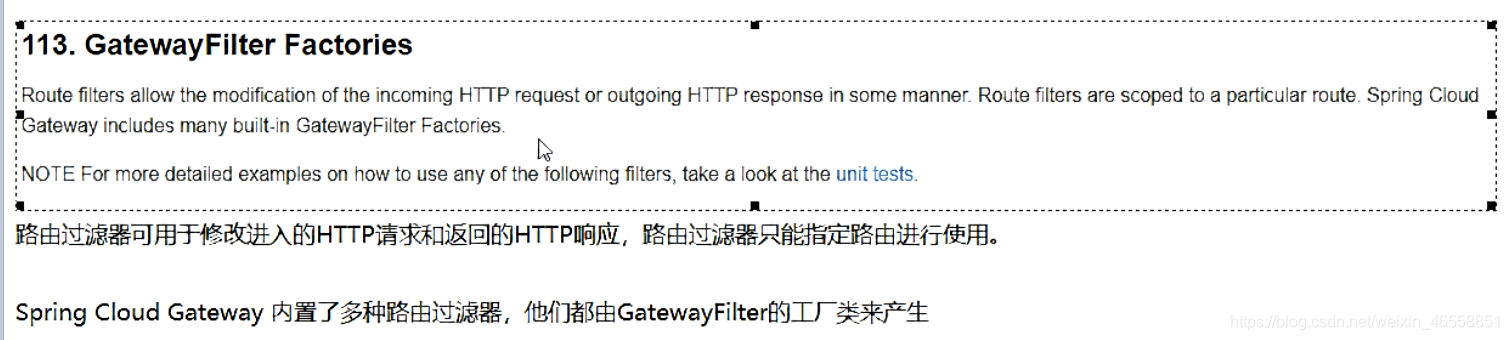 113. GatewayFilter Factories
Route filters allow the modification of the incoming HTTP request or outgoing HTTP response in some manner. Route filters are scoped to a particular route. Spring Cloud
Gateway includes many built-in GatewayFilter Factories.
NOTE For more detailed examples on how to use any of the following filters, take a look at the unit tests.
路由过滤器可用于修改进入的HTTP请求和返回的HTTP响应，路由过滤器只能指定路由进行使用。
Spring Cloud Gateway 内置了多种路由过滤器，他们都由GatewayFilter的工厂类来产生
https://blog.csdn.net/weixin_46558851